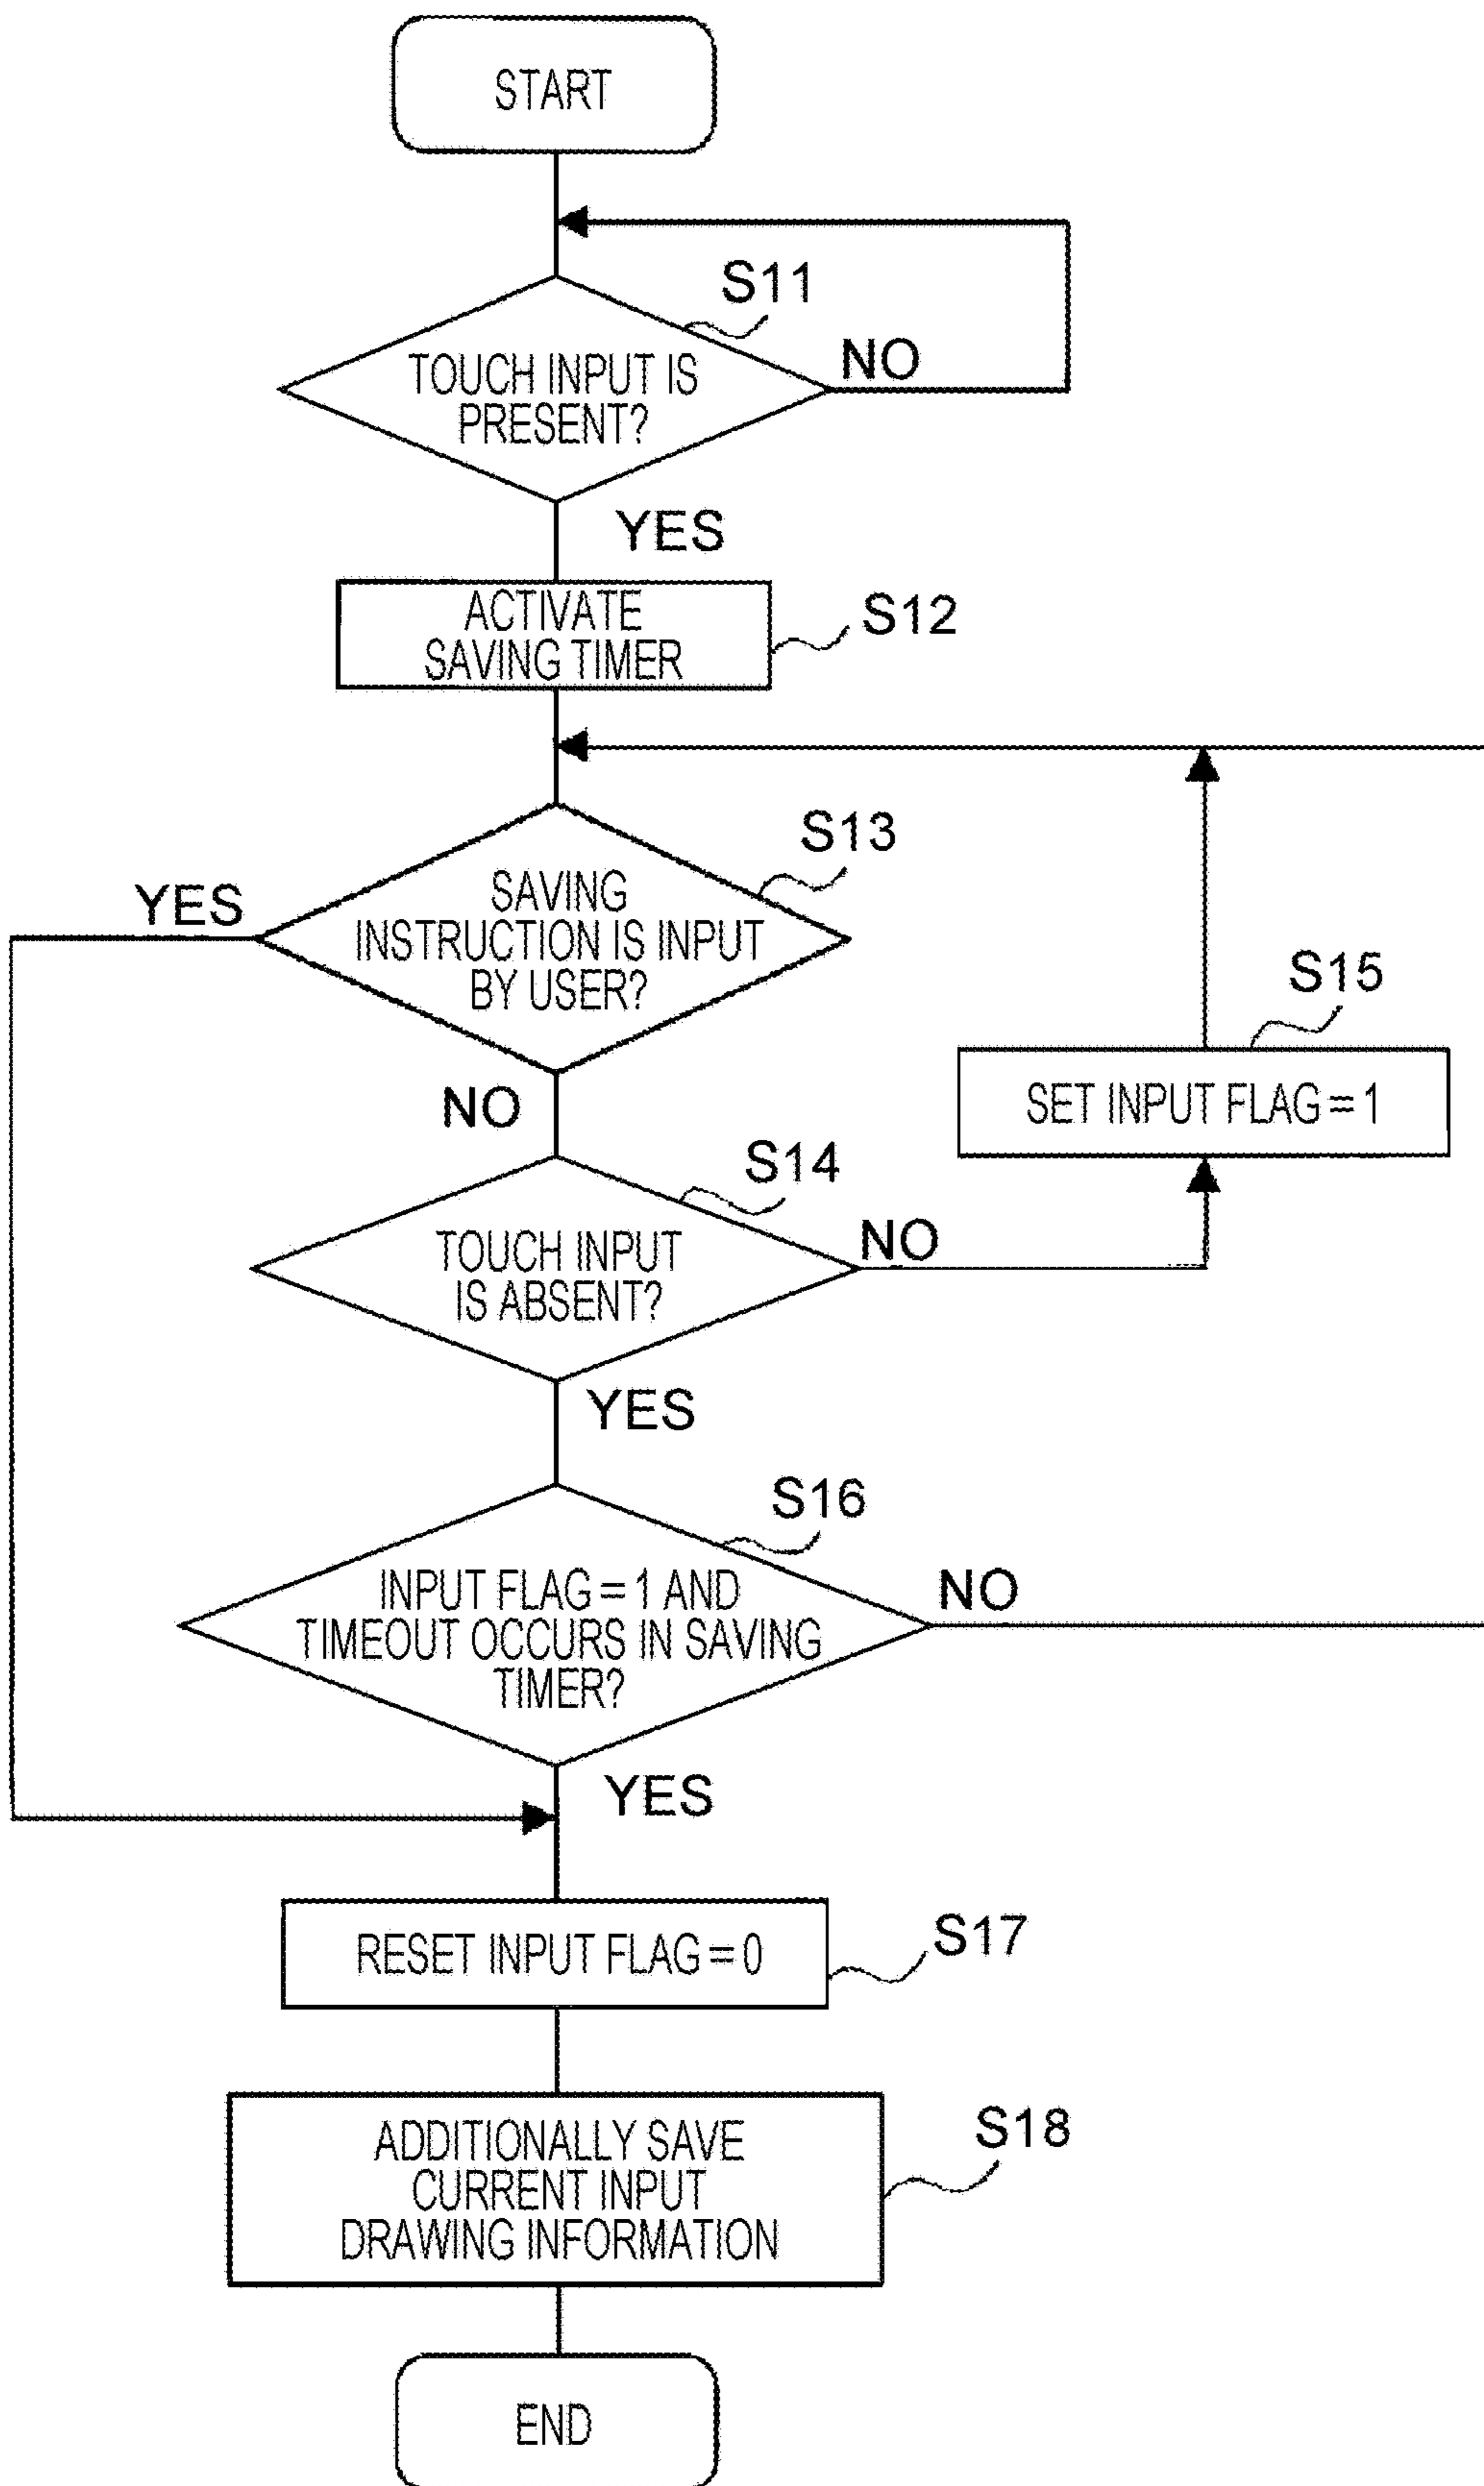 START
S11
TOUCH INPUT IS
PRESENT?
NO
YES
ACTIVATE
SAVING TIMER
S12
S13
YES
SAVING
INSTRUCTION IS INPUT
BY USER?
S15
SET INPUT FLAG = 1
NO
S14
TOUCH INPUT
IS ABSENT?
NO
YES
S16
INPUT FLAG = 1 AND
TIMEOUT OCCURS IN SAVING
TIMER?
NO
YES
RESET INPUT FLAG = 0
S17
ADDITIONALLY SAVE
CURRENT INPUT
DRAWING INFORMATION
S18
END